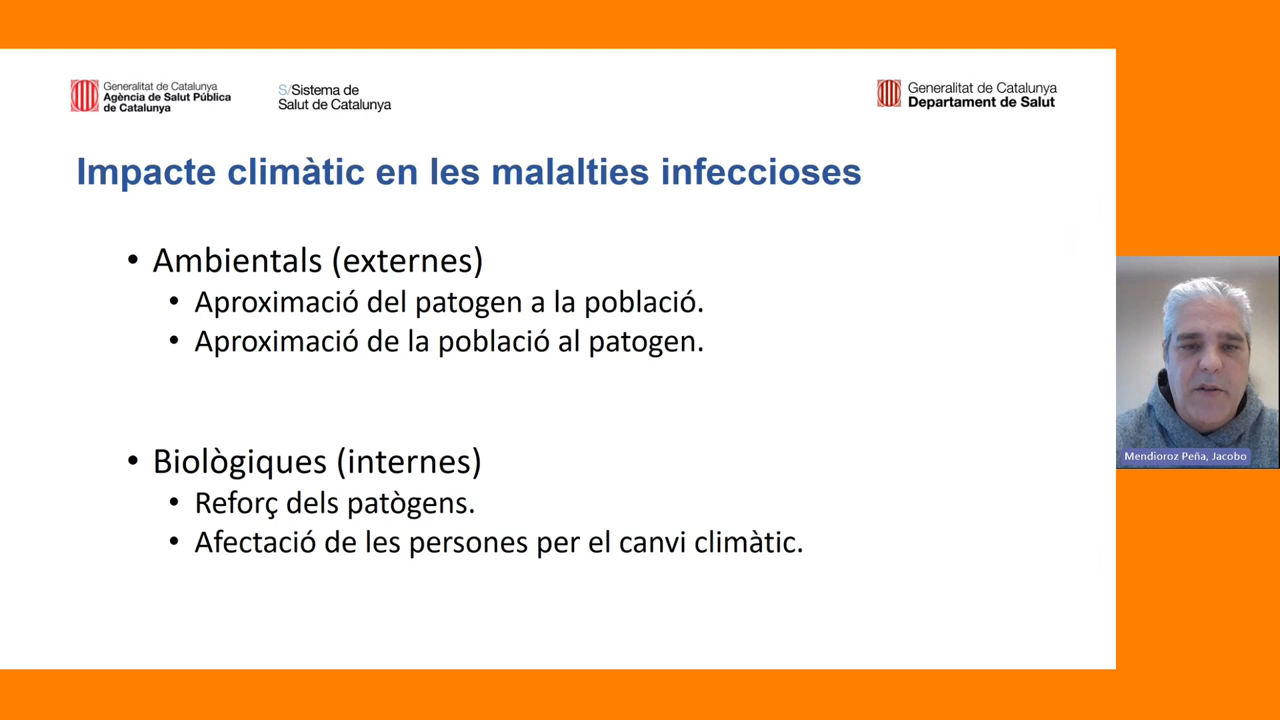 Generalitat de Catalunya
Agència de Salut Pública
de Catalunya
S/Sistema de
Salut de Catalunya
Generalitat de Catalunya
Departament de Salut
Impacte climàtic en les malalties infeccioses
• Ambientals (externes)
• Aproximació del patogen a la població.
• Aproximació de la població al patogen.
• Biològiques (internes)
• Reforç dels patògens.
• Afectació de les persones per el canvi climàtic.
Mendioroz Peña, Jacobo